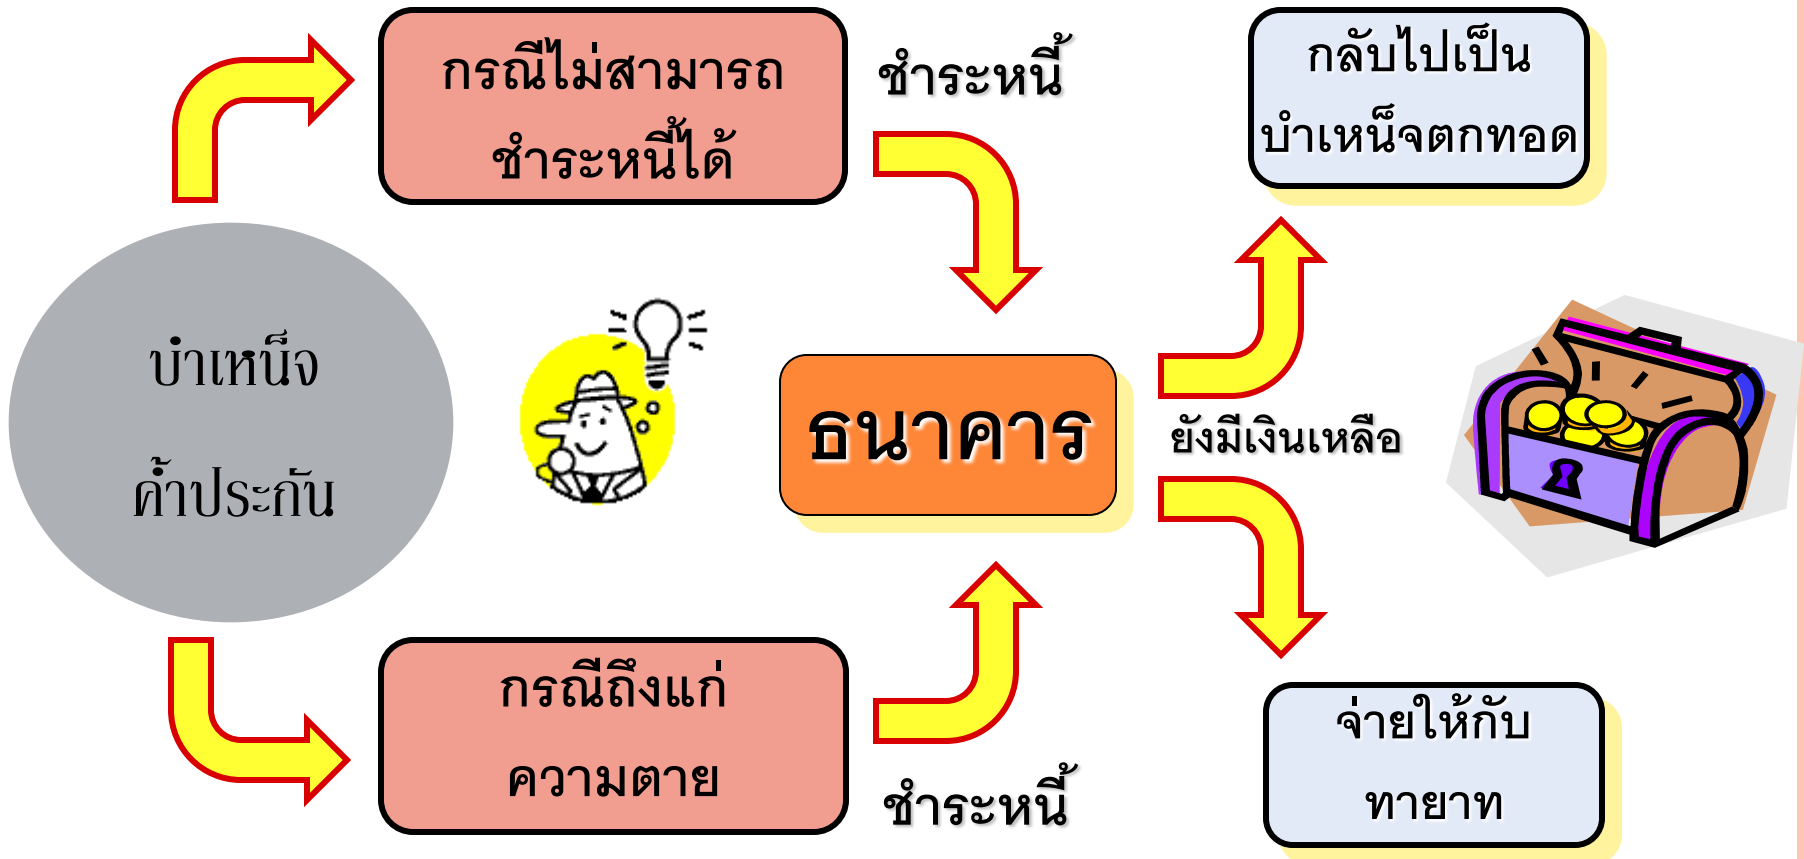 กรณีไม่สามารถ
ชำระหนี้ได้
ชำระหนี้
กลับไปเป็น
บำเหน็จตกทอด
บำเหน็จ
ค้ำประกัน
ธนาคาร
ยังมีเงินเหลือ
กรณีถึงแก่
ความตาย
ชำระหนี้
จ่ายให้กับ
ทายาท